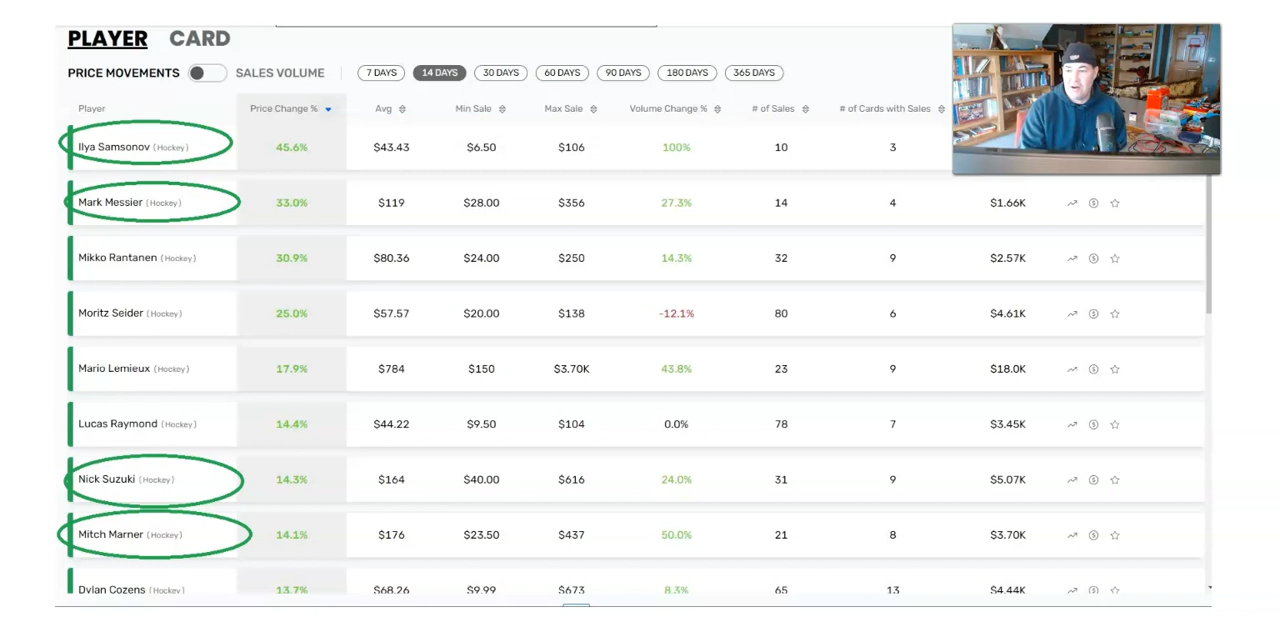 PLAYER CARD
PRICE MOVEMENTS SALES VOLUME 7 DAYS 14 DAYS 30 DAYS 60 DAYS 90 DAYS 180 DAYS 365 DAYS
Player Price Change % Avg Min Sale Max Sale Volume Change % # of Sales # of Cards with Sales
Ilya Samsonov (Hockey) 45.6% $43.43 $6.50 $106 100% 10 3
Mark Messier (Hockey) 33.0% $119 $28.00 $356 27.3% 14 4 $1.66K
Mikko Rantanen (Hockey) 30.9% $80.36 $24.00 $250 14.3% 32 9 $2.57K
Moritz Seider (Hockey) 25.0% $57.57 $20.00 $138 -12.1% 80 6 $4.61K
Mario Lemieux (Hockey) 17.9% $784 $150 $3.70K 43.8% 23 9 $18.0K
Lucas Raymond (Hockey) 14.4% $44.22 $9.50 $104 0.0% 78 7 $3.45K
Nick Suzuki (Hockey) 14.3% $164 $40.00 $616 24.0% 31 9 $5.07K
Mitch Marner (Hockey) 14.1% $176 $23.50 $437 50.0% 21 8 $3.70K
Dylan Cozens (Hockey) 13.7% $68.26 $9.99 $673 8.3% 65 13 $4.44K